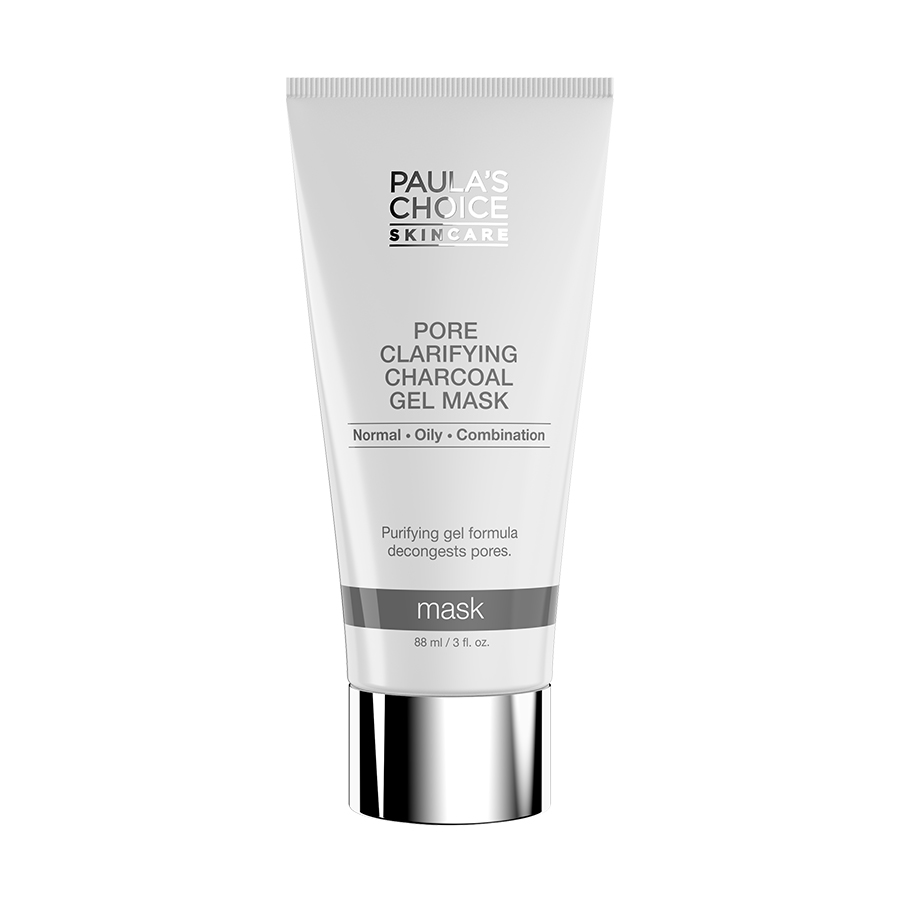 PAULA'S
CHOICE
SKINCARE
PORE
CLARIFYING
CHARCOAL
GEL MASK
Normal • Oily • Combination
Purifying gel formula
decongests pores.
mask
88 ml / 3 fl. oz.